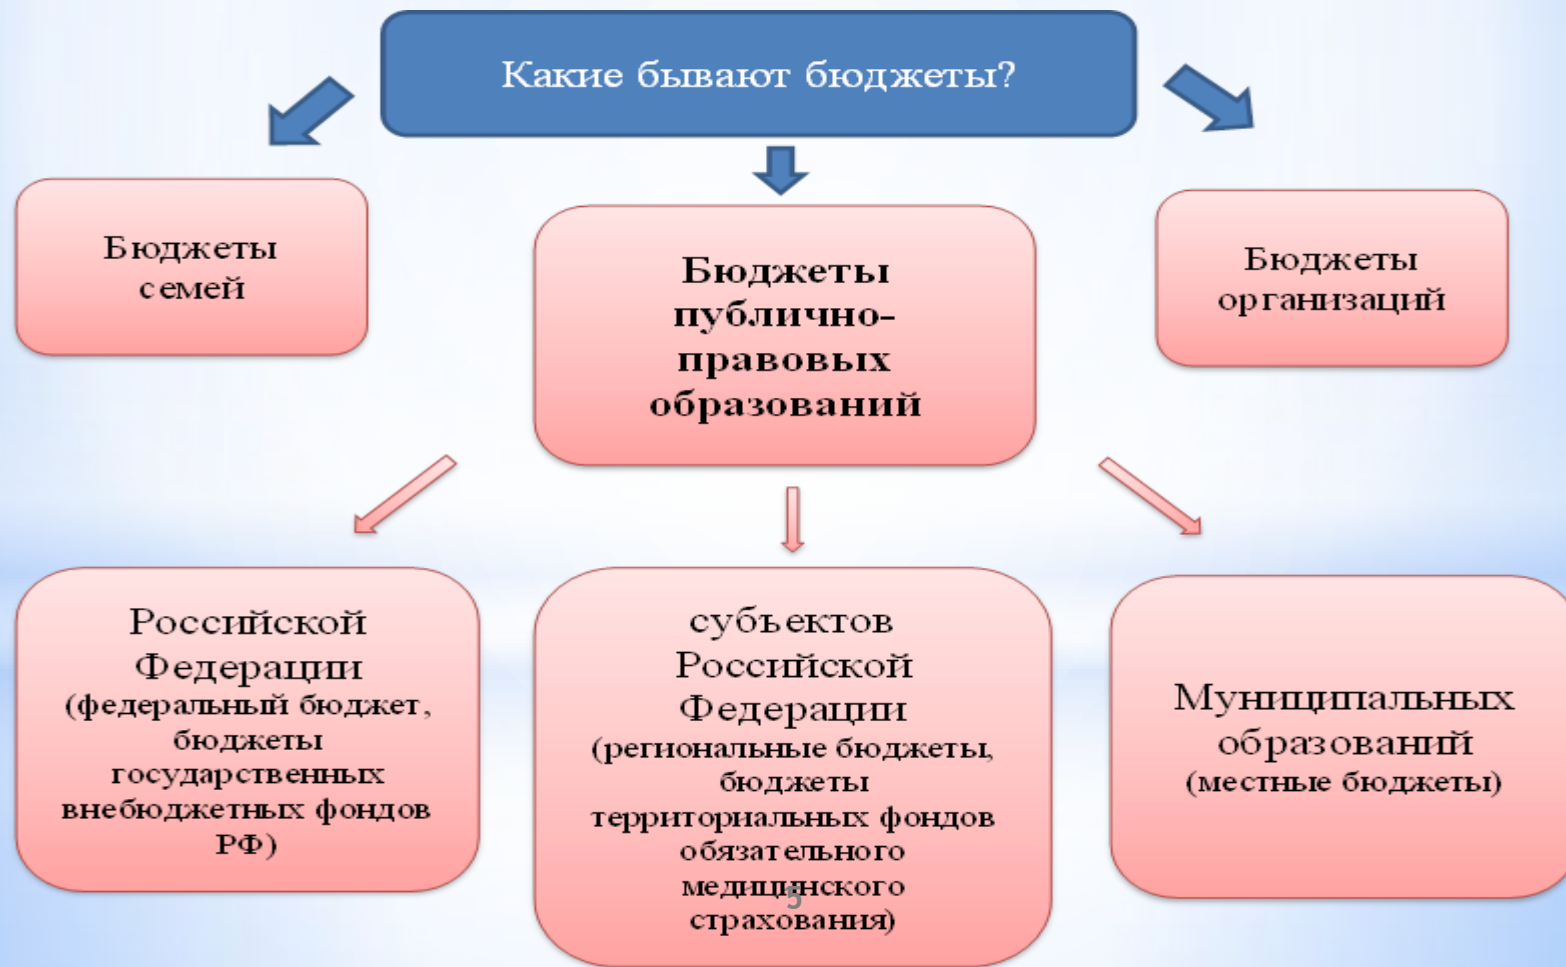 Какие бывают бюджеты?
Бюджеты
семей
Бюджеты
публично-
правовых
образований
Бюджеты
организаций
Российской
Федерации
(федеральный бюджет,
бюджеты
государственных
внебюджетных фондов
РФ)
субъектов
Российской
Федерации
(региональные бюджеты,
бюджеты
территориальных фондов
обязательного
медицинского
страхования)
5
Муниципальных
образований
(местные бюджеты)